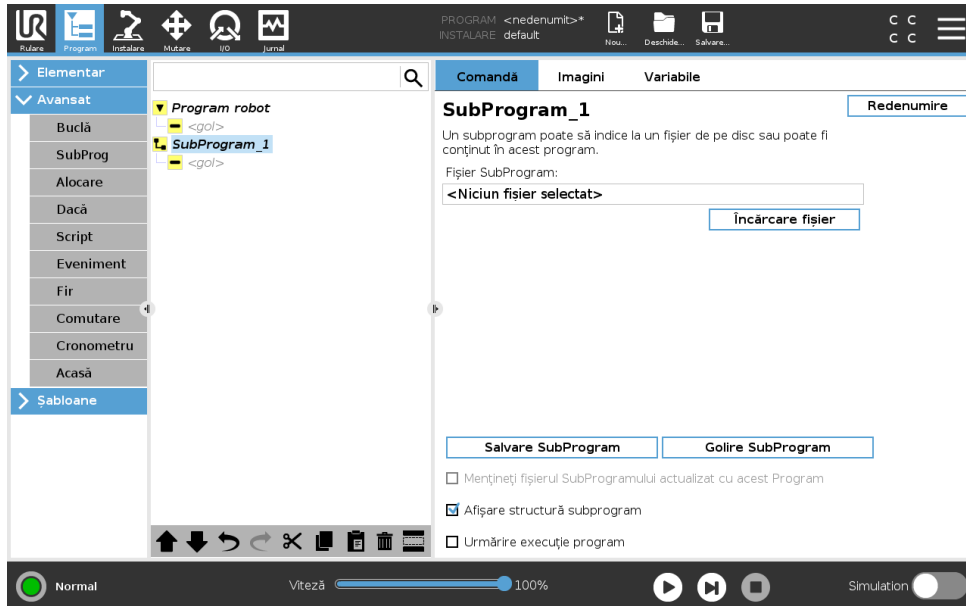 UR
Rulare
Program
Instalare
Mutare
I/O
Jurnal
PROGRAM <nedenumit>*
INSTALARE default
Nou...
Deschide...
Salvare...
C C
C C
Elementar
Avansat
Buclă
SubProg
Alocare
Dacă
Script
Eveniment
Fir
Comutare
Cronometru
Acasă
Șabloane
Program robot
<gol>
SubProgram_1
<gol>
Comandă
Imagini
Variabile
SubProgram_1
Redenumire
Un subprogram poate să indice la un fișier de pe disc sau poate fi
conținut în acest program.
Fișier SubProgram:
<Niciun fișier selectat>
Încărcare fișier
Salvare SubProgram
Golire SubProgram
Mențineți fișierul SubProgramului actualizat cu acest Program
Afișare structură subprogram
Urmărire execuție program
Normal
Viteză
100%
Simulation